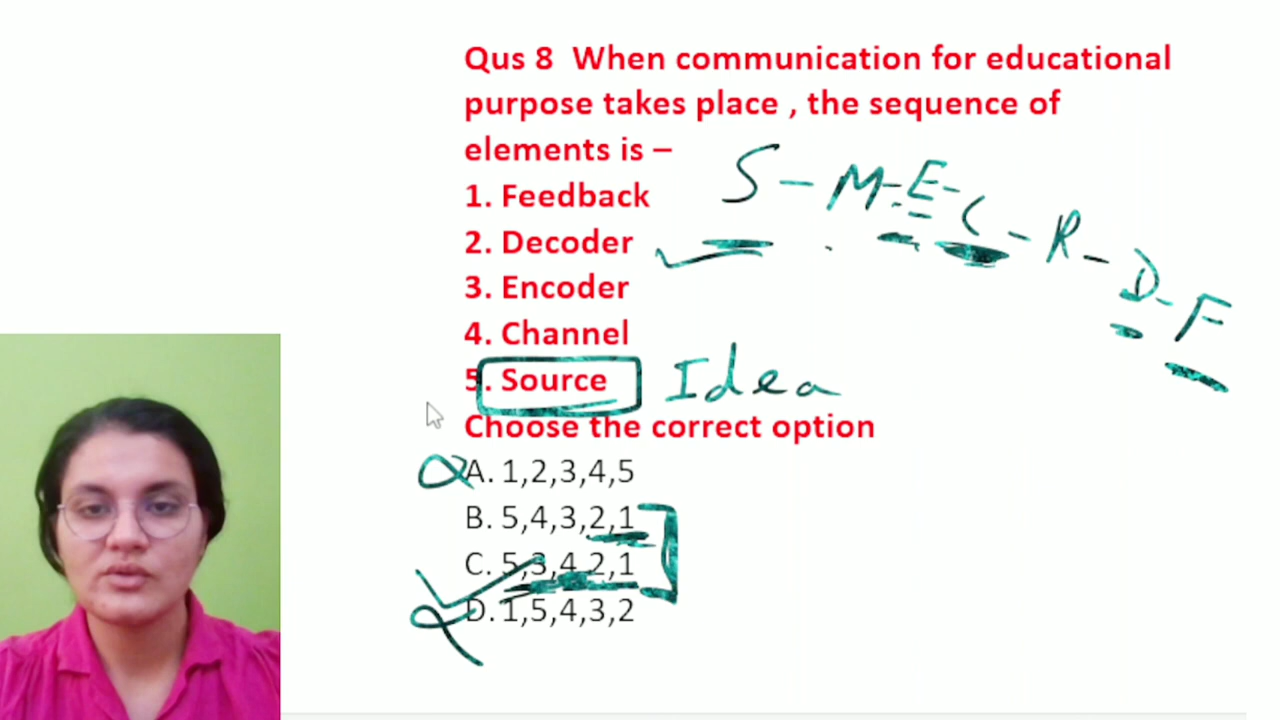 Qus 8 When communication for educational
purpose takes place , the sequence of
elements is –
1. Feedback
2. Decoder
3. Encoder
4. Channel
5. Source
Idea
S - M - E - C - R - D - F
Choose the correct option
A. 1,2,3,4,5
B. 5,4,3,2,1
C. 5,3,4,2,1
D. 1,5,4,3,2